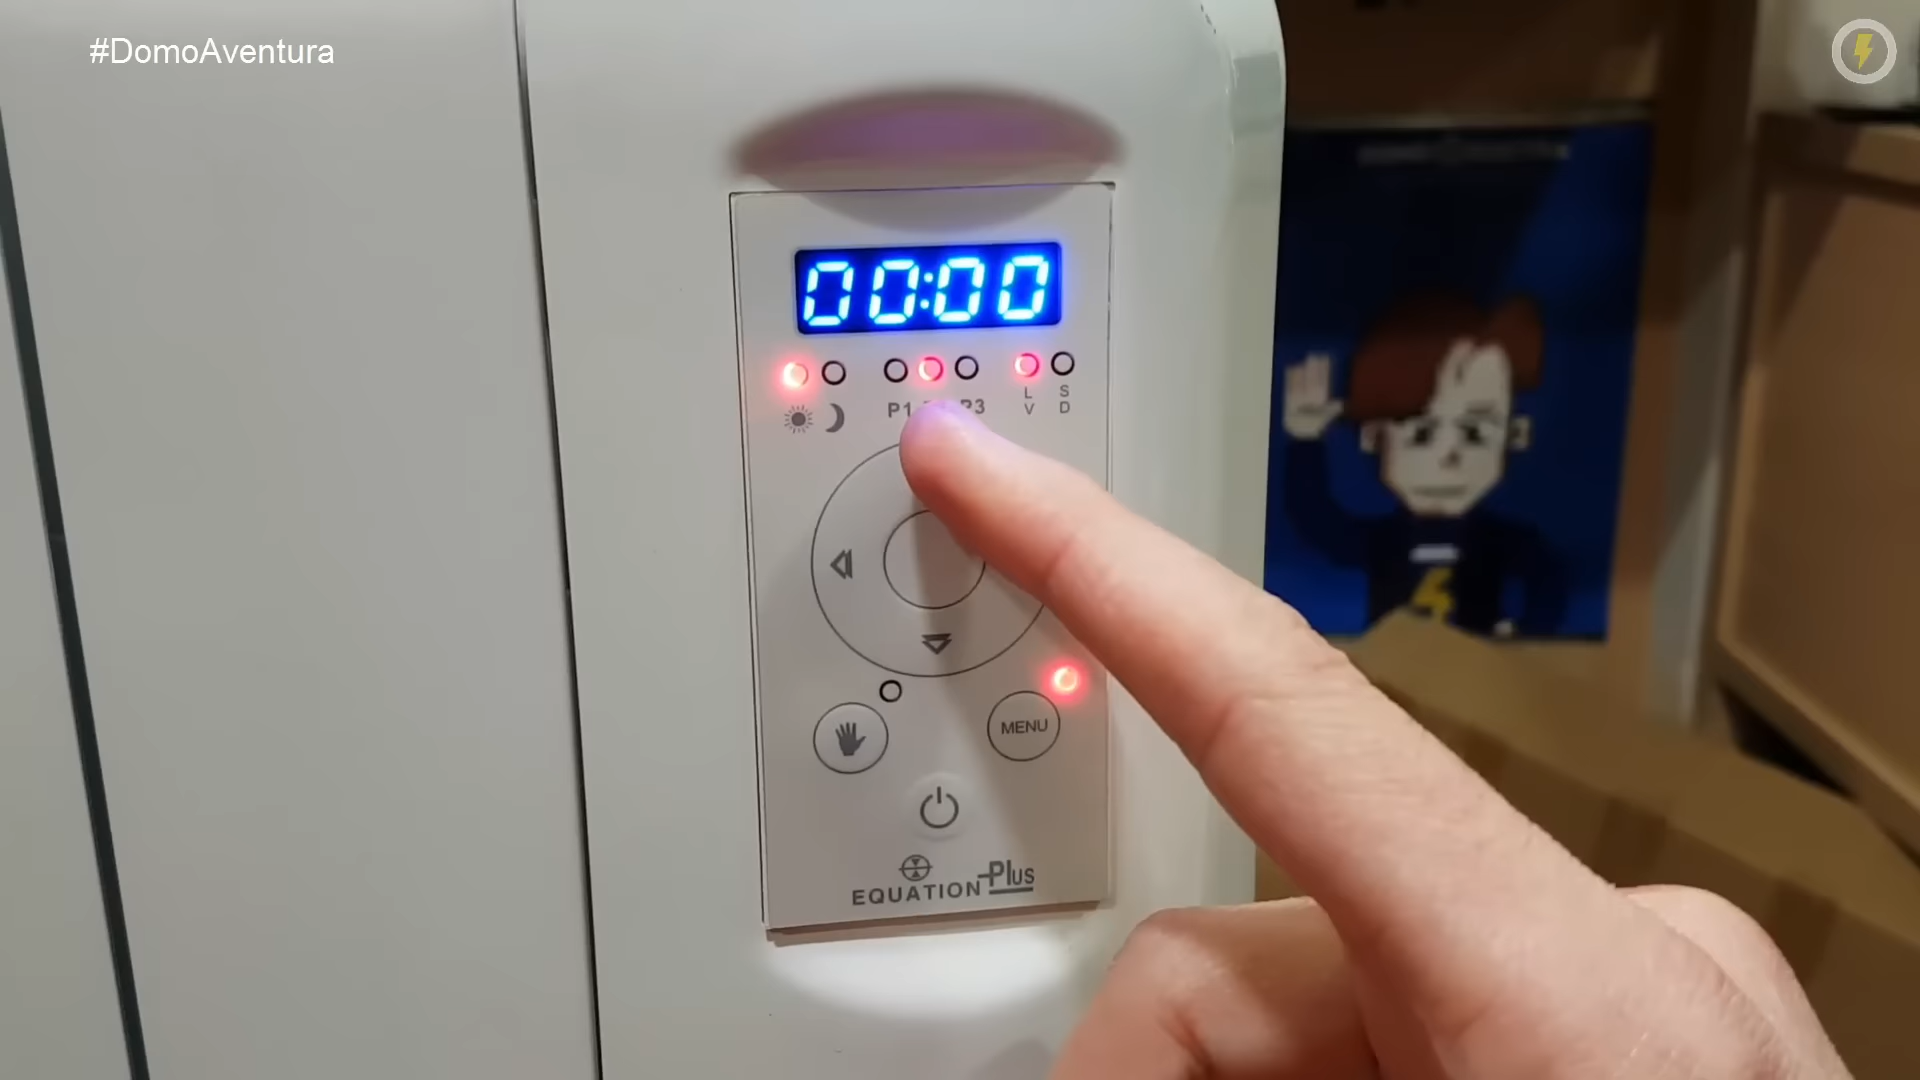 #DomoAventura
00:00
P1 P3
L S
V D
MENU
EQUATION Plus